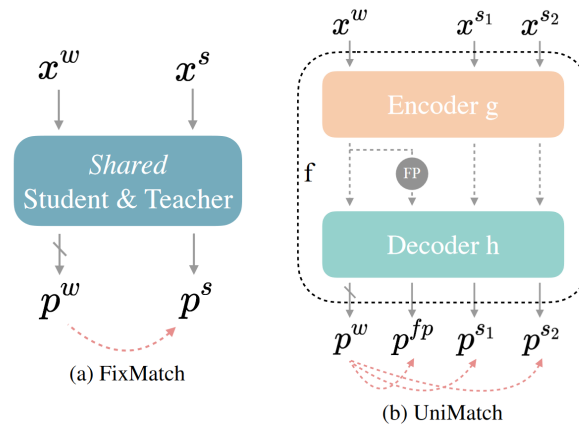 x^w x^s
Shared
Student & Teacher
p^w p^s
(a) FixMatch
x^w x^{s_1} x^{s_2}
Encoder g
f
FP
Decoder h
p^w p^{fp} p^{s_1} p^{s_2}
(b) UniMatch